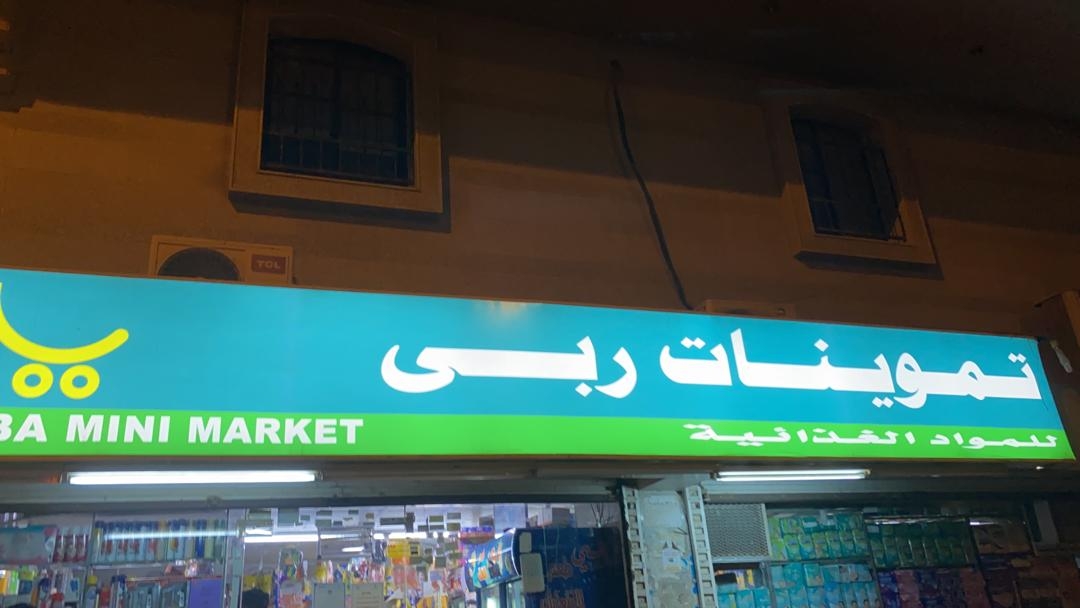 TCL
تموينات ربى
BA MINI MARKET
للمواد الغذائية